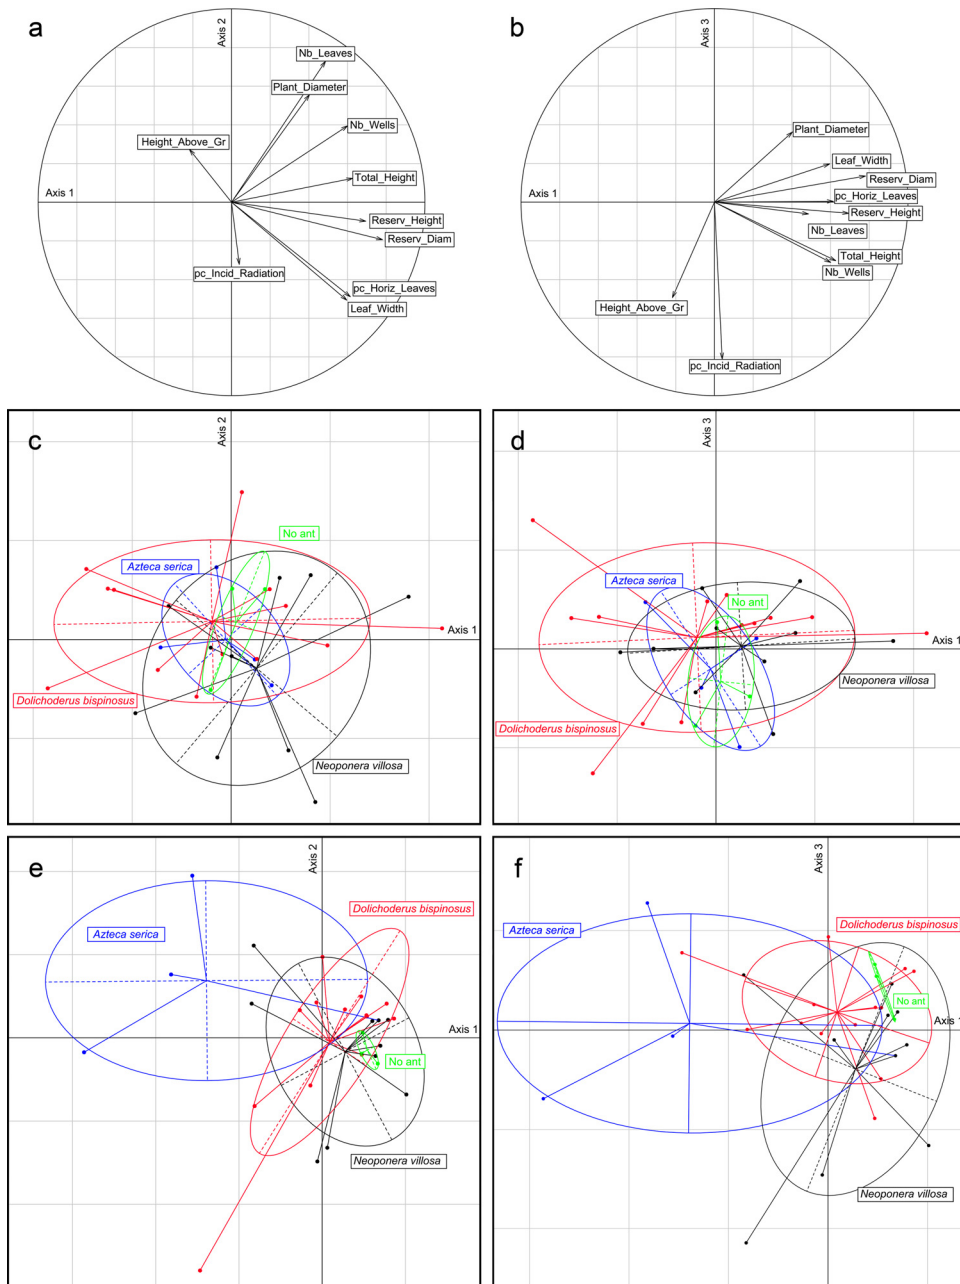 a
Axis 2
Nb_Leaves
Plant_Diameter
Nb_Wells
Height_Above_Gr
Total_Height
Axis 1
Reserv_Height
Reserv_Diam
pc_Incid_Radiation
pc_Horiz_Leaves
Leaf_Width
b
Axis 3
Plant_Diameter
Leaf_Width
Reserv_Diam
Axis 1
pc_Horiz_Leaves
Reserv_Height
Nb_Leaves
Total_Height
Nb_Wells
Height_Above_Gr
pc_Incid_Radiation
c
Axis 2
No ant
Azteca serica
Axis 1
Dolichoderus bispinosus
Neoponera villosa
d
Axis 3
Azteca serica
No ant
Axis 1
Neoponera villosa
Dolichoderus bispinosus
e
Axis 2
Dolichoderus bispinosus
Azteca serica
Axis 1
No ant
Neoponera villosa
f
Axis 3
Dolichoderus bispinosus
Azteca serica
No ant
Axis 1
Neoponera villosa